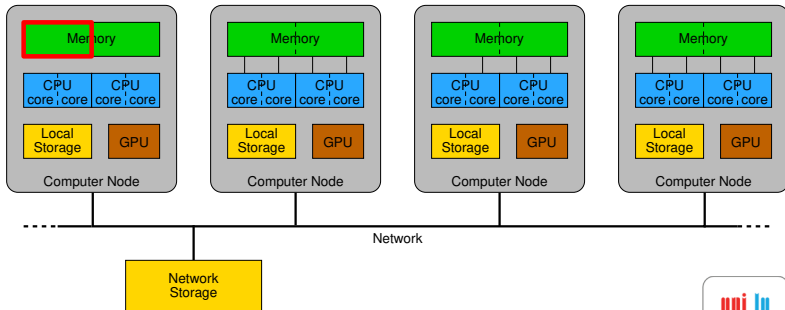 Memory
Memory
Memory
Memory
CPU CPU
core core core core
CPU CPU
core core core core
CPU CPU
core core core core
CPU CPU
core core core core
Local
Storage
GPU
Local
Storage
GPU
Local
Storage
GPU
Local
Storage
GPU
Computer Node
Computer Node
Computer Node
Computer Node
Network
Network
Storage
uni lu